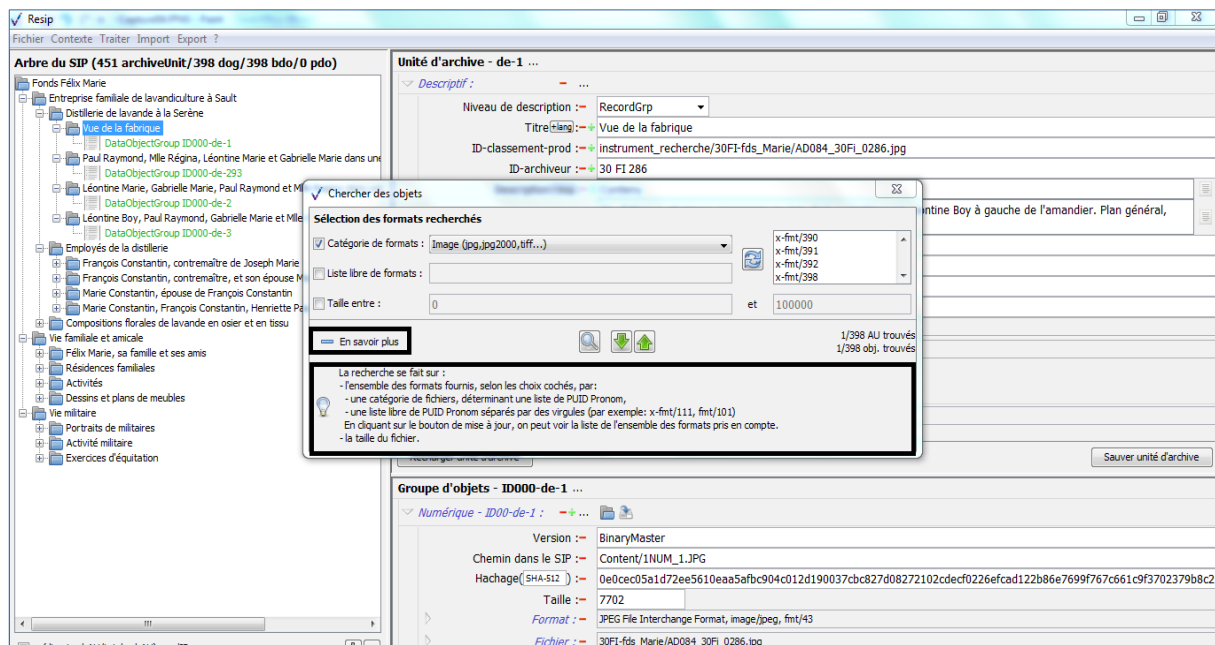 Resip
Fichier Contexte Traiter Import Export ?
Arbre du SIP (451 archiveUnit/398 dog/398 bdo/0 pdo)
Fonds Félix Marie
Entreprise familiale de lavandiculture à Sault
Distillerie de lavande à la Serène
Vue de la fabrique
DataObjectGroup ID000-de-1
Paul Raymond, Mlle Régina, Léontine Marie et Gabrielle Marie dans une
DataObjectGroup ID000-de-293
Léontine Marie, Gabrielle Marie, Paul Raymond et M
DataObjectGroup ID000-de-2
Léontine Boy, Paul Raymond, Gabrielle Marie et Mlle
DataObjectGroup ID000-de-3
Employés de la distillerie
François Constantin, contremaître de Joseph Marie
François Constantin, contremaître, et son épouse M
Marie Constantin, épouse de François Constantin
Marie Constantin, François Constantin, Henriette Pa
Compositions florales de lavande en osier et en tissu
Vie familiale et amicale
Félix Marie, sa famille et ses amis
Résidences familiales
Activités
Dessins et plans de meubles
Vie militaire
Portraits de militaires
Activité militaire
Exercices d'équitation
Unité d'archive - de-1 ...
Descriptif : − ...
Niveau de description :− RecordGrp
Titre +lang :−+ Vue de la fabrique
ID-classement-prod :−+ instrument_recherche/30FI-fds_Marie/AD084_30Fi_0286.jpg
ID-archiveur :−+ 30 FI 286
ntine Boy à gauche de l'amandier. Plan général,
Chercher des objets
Sélection des formats recherchés
Catégorie de formats : Image (jpg,jpg2000,tiff...)
x-fmt/390
x-fmt/391
x-fmt/392
x-fmt/398
Liste libre de formats :
Taille entre : 0 et 100000
En savoir plus
1/398 AU trouvés
1/398 obj. trouvés
La recherche se fait sur :
- l'ensemble des formats fournis, selon les choix cochés, par:
- une catégorie de fichiers, déterminant une liste de PUID Pronom,
- une liste libre de PUID Pronom séparés par des virgules (par exemple: x-fmt/111, fmt/101)
En cliquant sur le bouton de mise à jour, on peut voir la liste de l'ensemble des formats pris en compte.
- la taille du fichier.
Recharger unité d'archive
Sauver unité d'archive
Groupe d'objets - ID000-de-1 ...
Numérique - ID00-de-1 : −+ ...
Version :− BinaryMaster
Chemin dans le SIP :− Content/1NUM_1.JPG
Hachage( SHA-512 ) :− 0e0cec05a1d72ee5610eaa5afbc904c012d190037cbc827d08272102cdecf0226efcad122b86e7699f767c661c9f3702379b8c2
Taille :− 7702
Format : − JPEG File Interchange Format, image/jpeg, fmt/43
Fichier : − 30FI-fds_Marie/AD084_30Fi_0286.jpg